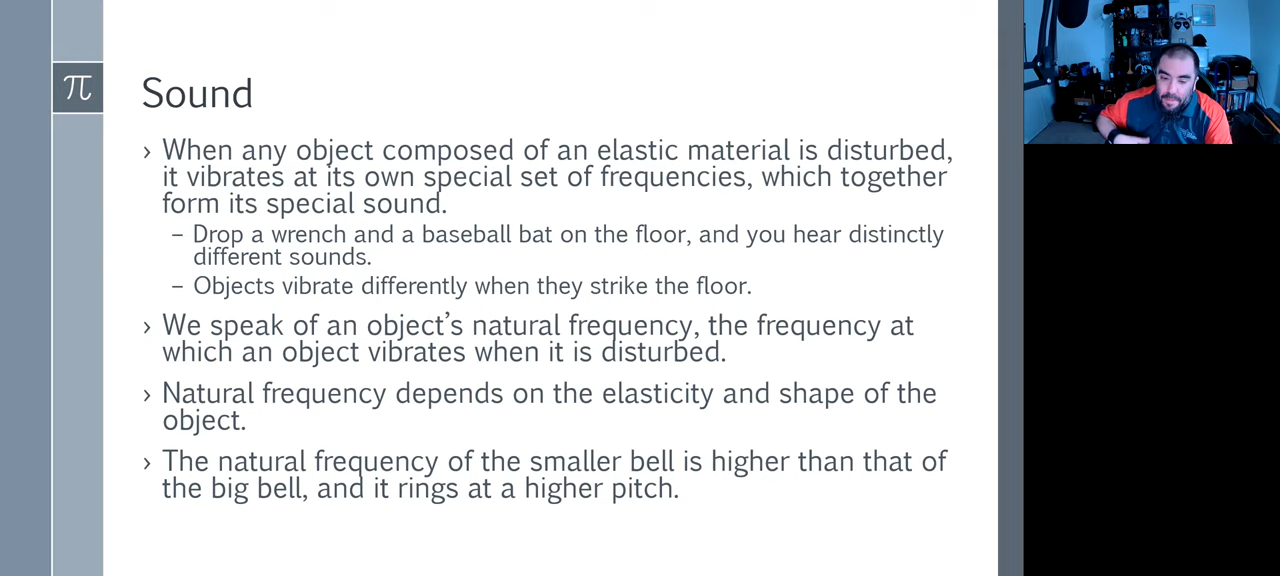 π
Sound
› When any object composed of an elastic material is disturbed,
it vibrates at its own special set of frequencies, which together
form its special sound.
– Drop a wrench and a baseball bat on the floor, and you hear distinctly
different sounds.
– Objects vibrate differently when they strike the floor.
› We speak of an object’s natural frequency, the frequency at
which an object vibrates when it is disturbed.
› Natural frequency depends on the elasticity and shape of the
object.
› The natural frequency of the smaller bell is higher than that of
the big bell, and it rings at a higher pitch.